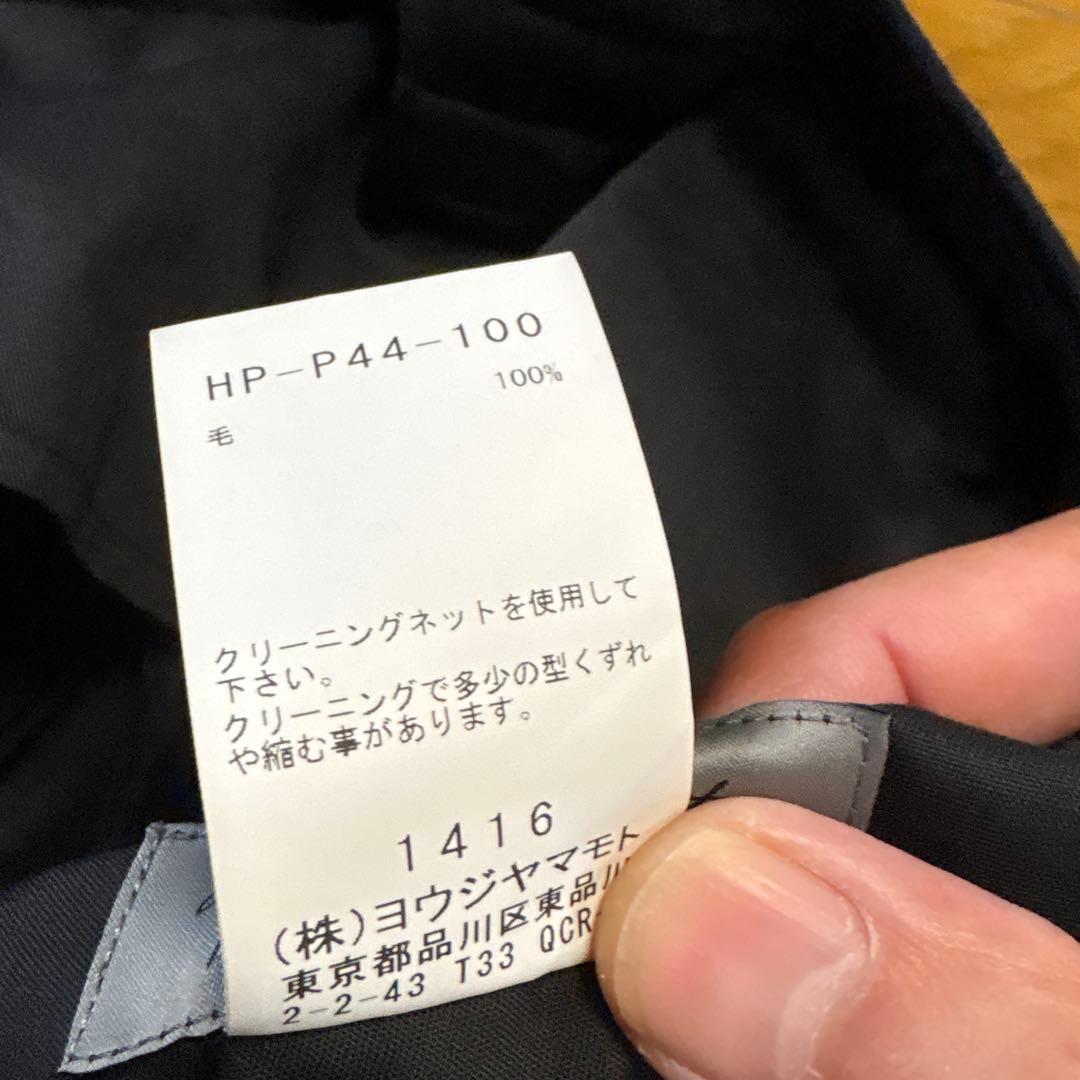 HP-P44-100
毛 100%
クリーニングネットを使用して
下さい。
クリーニングで多少の型くずれ
や縮む事があります。
1416
(株)ヨウジヤマモト
東京都品川区東品川
2-2-43 T33 QCR